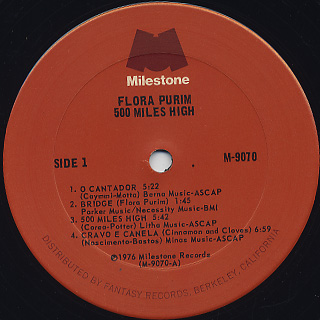 Milestone
FLORA PURIM
500 MILES HIGH
SIDE 1
M-9070
1. O CANTADOR 5:22
(Caymmi-Motta) Berna Music-ASCAP
2. BRIDGE (Flora Purim) 1:45
Parker Music/Necessity Music-BMI
3. 500 MILES HIGH 5:42
(Corea-Potter) Litha Music-ASCAP
4. CRAVO E CANELA (Cinnamon and Cloves) 6:59
(Nascimento-Bastos) Minas Music-ASCAP
℗1976 Milestone Records
(M-9070-A)
DISTRIBUTED BY FANTASY RECORDS, BERKELEY, CALIFORNIA